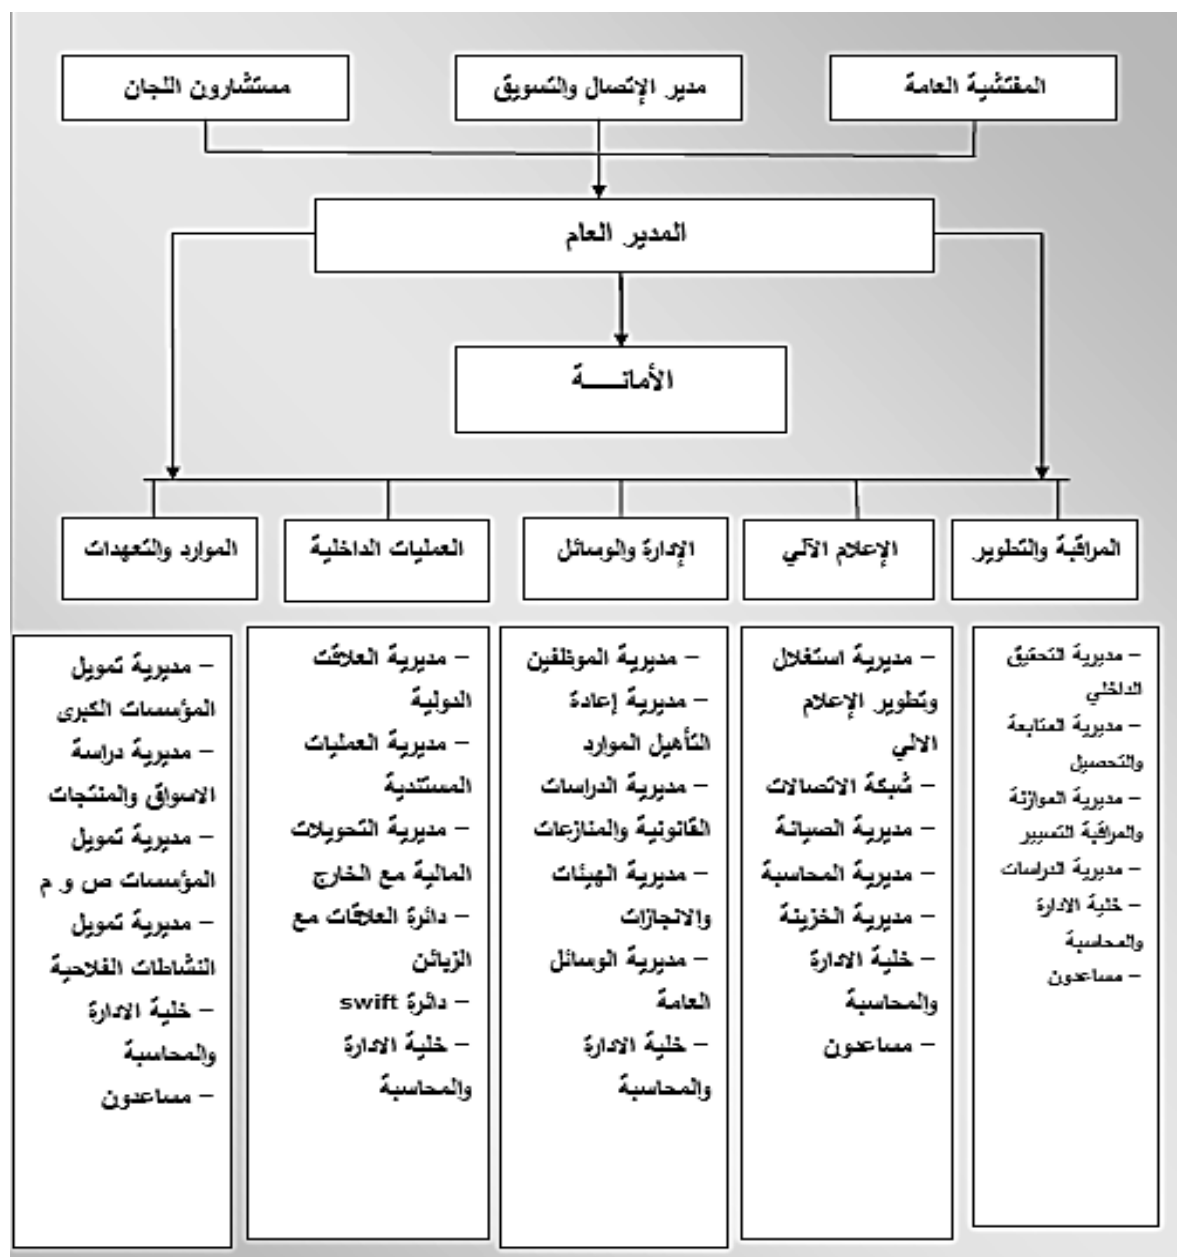 المفتشية العامة
مدير الإتصال والتسويق
مستشارون اللجان
المدير العام
الأمانــــة
المراقبة والتطوير
الإعلام الآلي
الإدارة والوسائل
العمليات الداخلية
الموارد والتعهدات
– مديرية التحقيق
الداخلي
– مديرية المتابعة
والتحصيل
– مديرية الموازنة
والمراقبة التسيير
– مديرية الدراسات
– خلية الادارة
والمحاسبة
– مساعدون
– مديرية استغلال
وتطوير الإعلام
الالي
– شبكة الاتصالات
– مديرية الصيانة
– مديرية المحاسبة
– مديرية الخزينة
– خلية الادارة
والمحاسبة
– مساعدون
– مديرية الموظفين
– مديرية إعادة
التأهيل الموارد
– مديرية الدراسات
القانونية والمنازعات
– مديرية الهيئات
والانجازات
– مديرية الوسائل
العامة
– خلية الادارة
والمحاسبة
– مديرية العلاقت
الدولية
– مديرية العمليات
المستندية
– مديرية التحويلات
المالية مع الخارج
– دائرة العلاقات مع
الزبائن
– دائرة swift
– خلية الادارة
والمحاسبة
– مديرية تمويل
المؤسسات الكبرى
– مديرية دراسة
الاسواق والمنتجات
– مديرية تمويل
المؤسسات ص و م
– مديرية تمويل
النشاطات الفلاحية
– خلية الادارة
والمحاسبة
– مساعدون